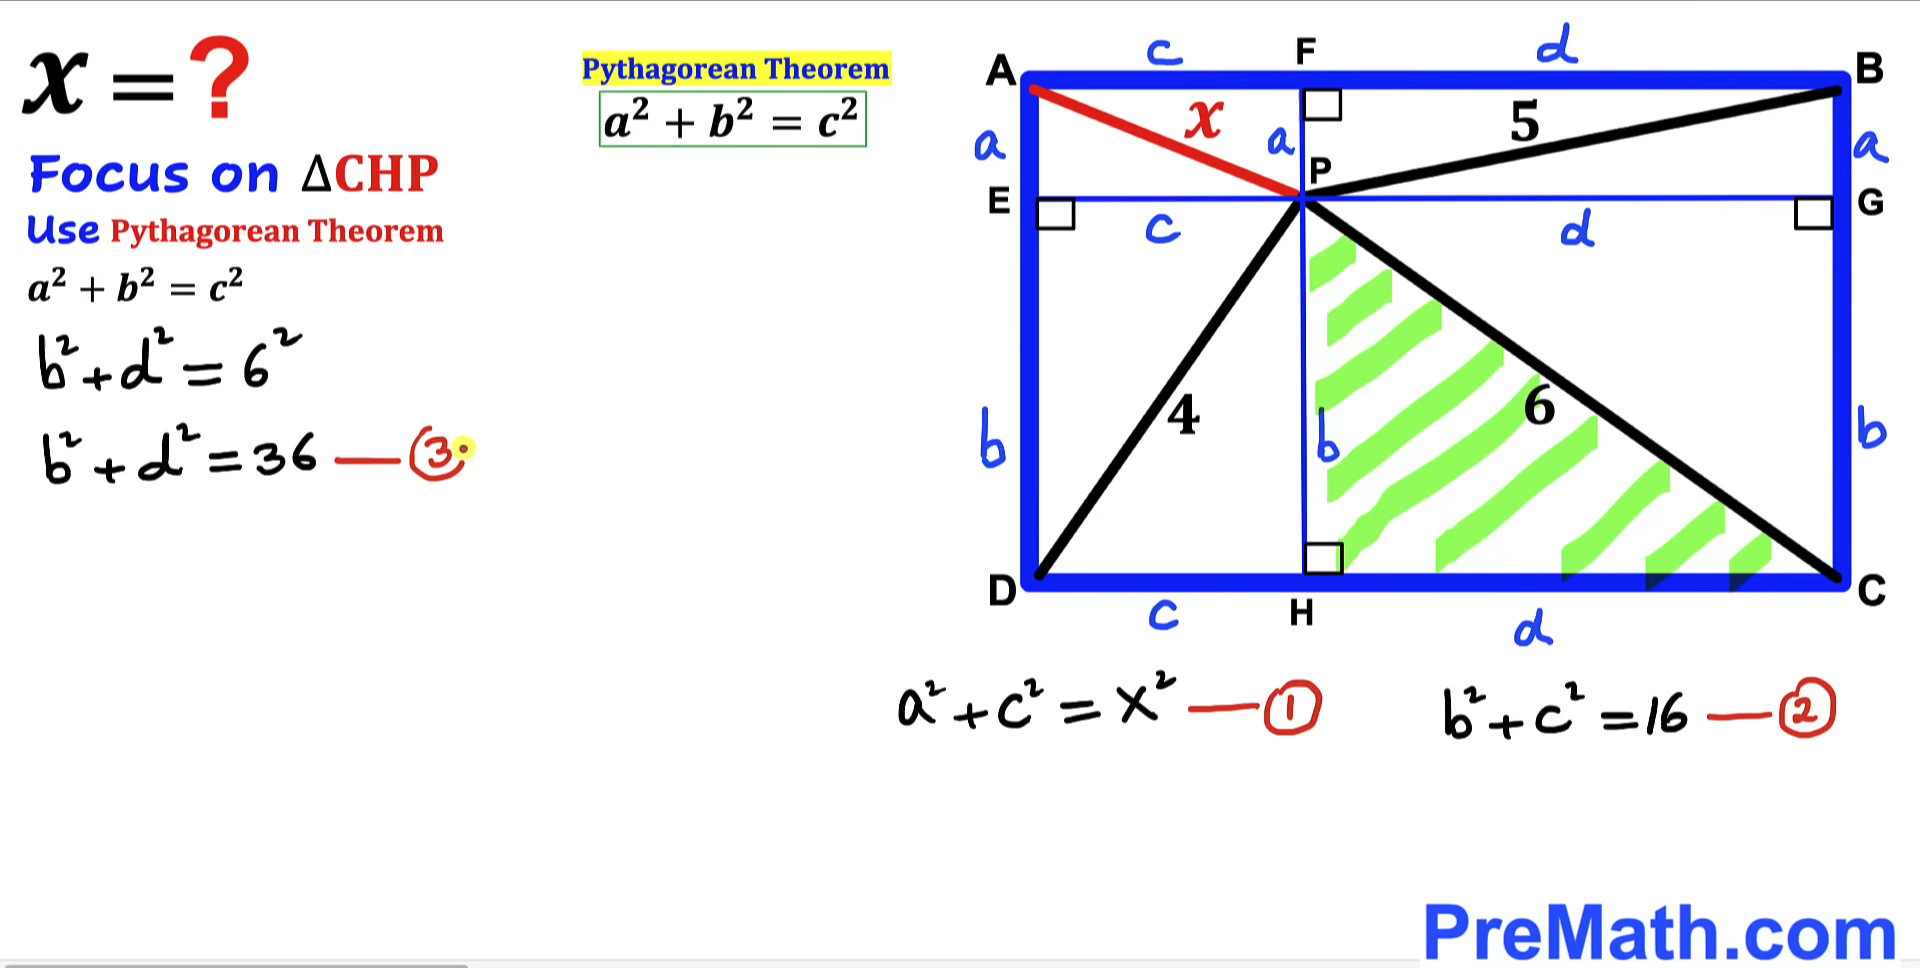 x = ?
Focus on ΔCHP
Use Pythagorean Theorem
a² + b² = c²
b² + d² = 6²
b² + d² = 36 — ③
Pythagorean Theorem
a² + b² = c²
c F d
A B
x 5
a a a
P
E G
c d
4 6
b b b
D C
c H d
a² + c² = x² — ①
b² + c² = 16 — ②
PreMath.com